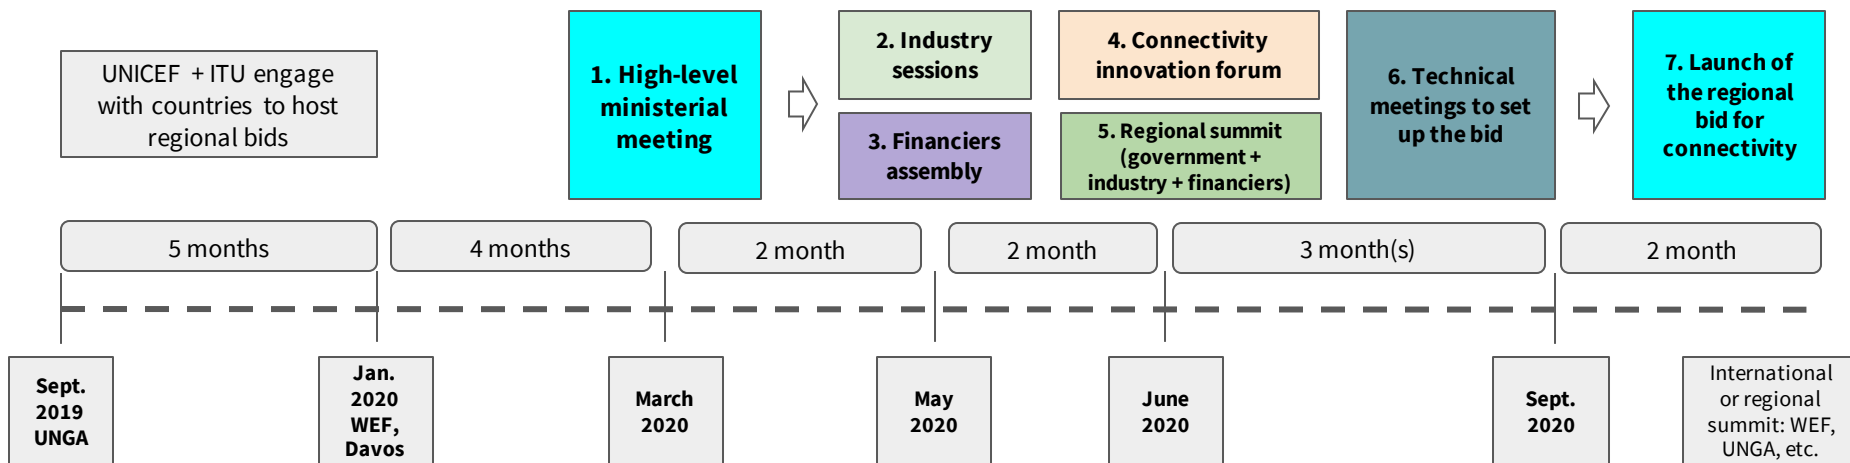 UNICEF + ITU engage
with countries to host
regional bids
1. High-level
ministerial
meeting
2. Industry
sessions
3. Financiers
assembly
4. Connectivity
innovation forum
5. Regional summit
(government +
industry + financiers)
6. Technical
meetings to set
up the bid
7. Launch of
the regional
bid for
connectivity
5 months
4 months
2 month
2 month
3 month(s)
2 month
Sept.
2019
UNGA
Jan.
2020
WEF,
Davos
March
2020
May
2020
June
2020
Sept.
2020
International
or regional
summit: WEF,
UNGA, etc.